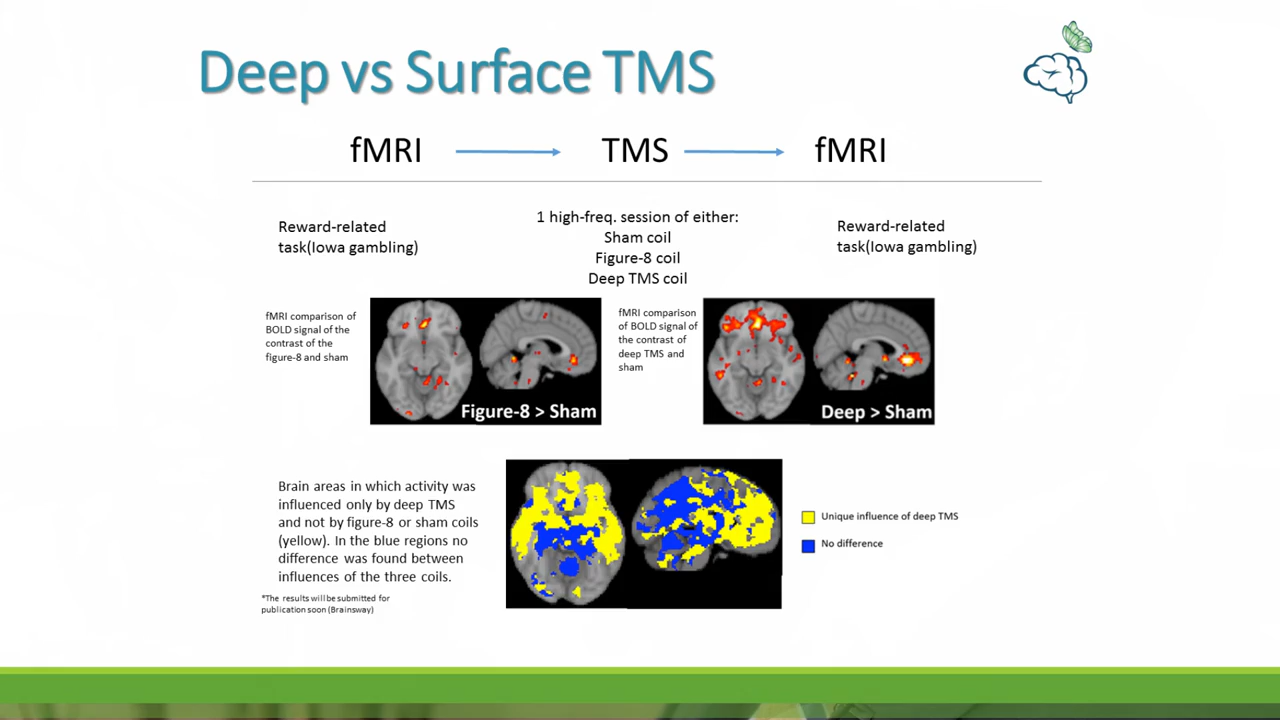 Deep vs Surface TMS
fMRI
TMS
fMRI
Reward-related
task(Iowa gambling)
1 high-freq. session of either:
Sham coil
Figure-8 coil
Deep TMS coil
Reward-related
task(Iowa gambling)
fMRI comparison of
BOLD signal of the
contrast of the
figure-8 and sham
Figure-8 > Sham
fMRI comparison
of BOLD signal of
the contrast of
deep TMS and
sham
Deep > Sham
Brain areas in which activity was
influenced only by deep TMS
and not by figure-8 or sham coils
(yellow). In the blue regions no
difference was found between
influences of the three coils.
Unique influence of deep TMS
No difference
*The results will be submitted for
publication soon (Brainsway)